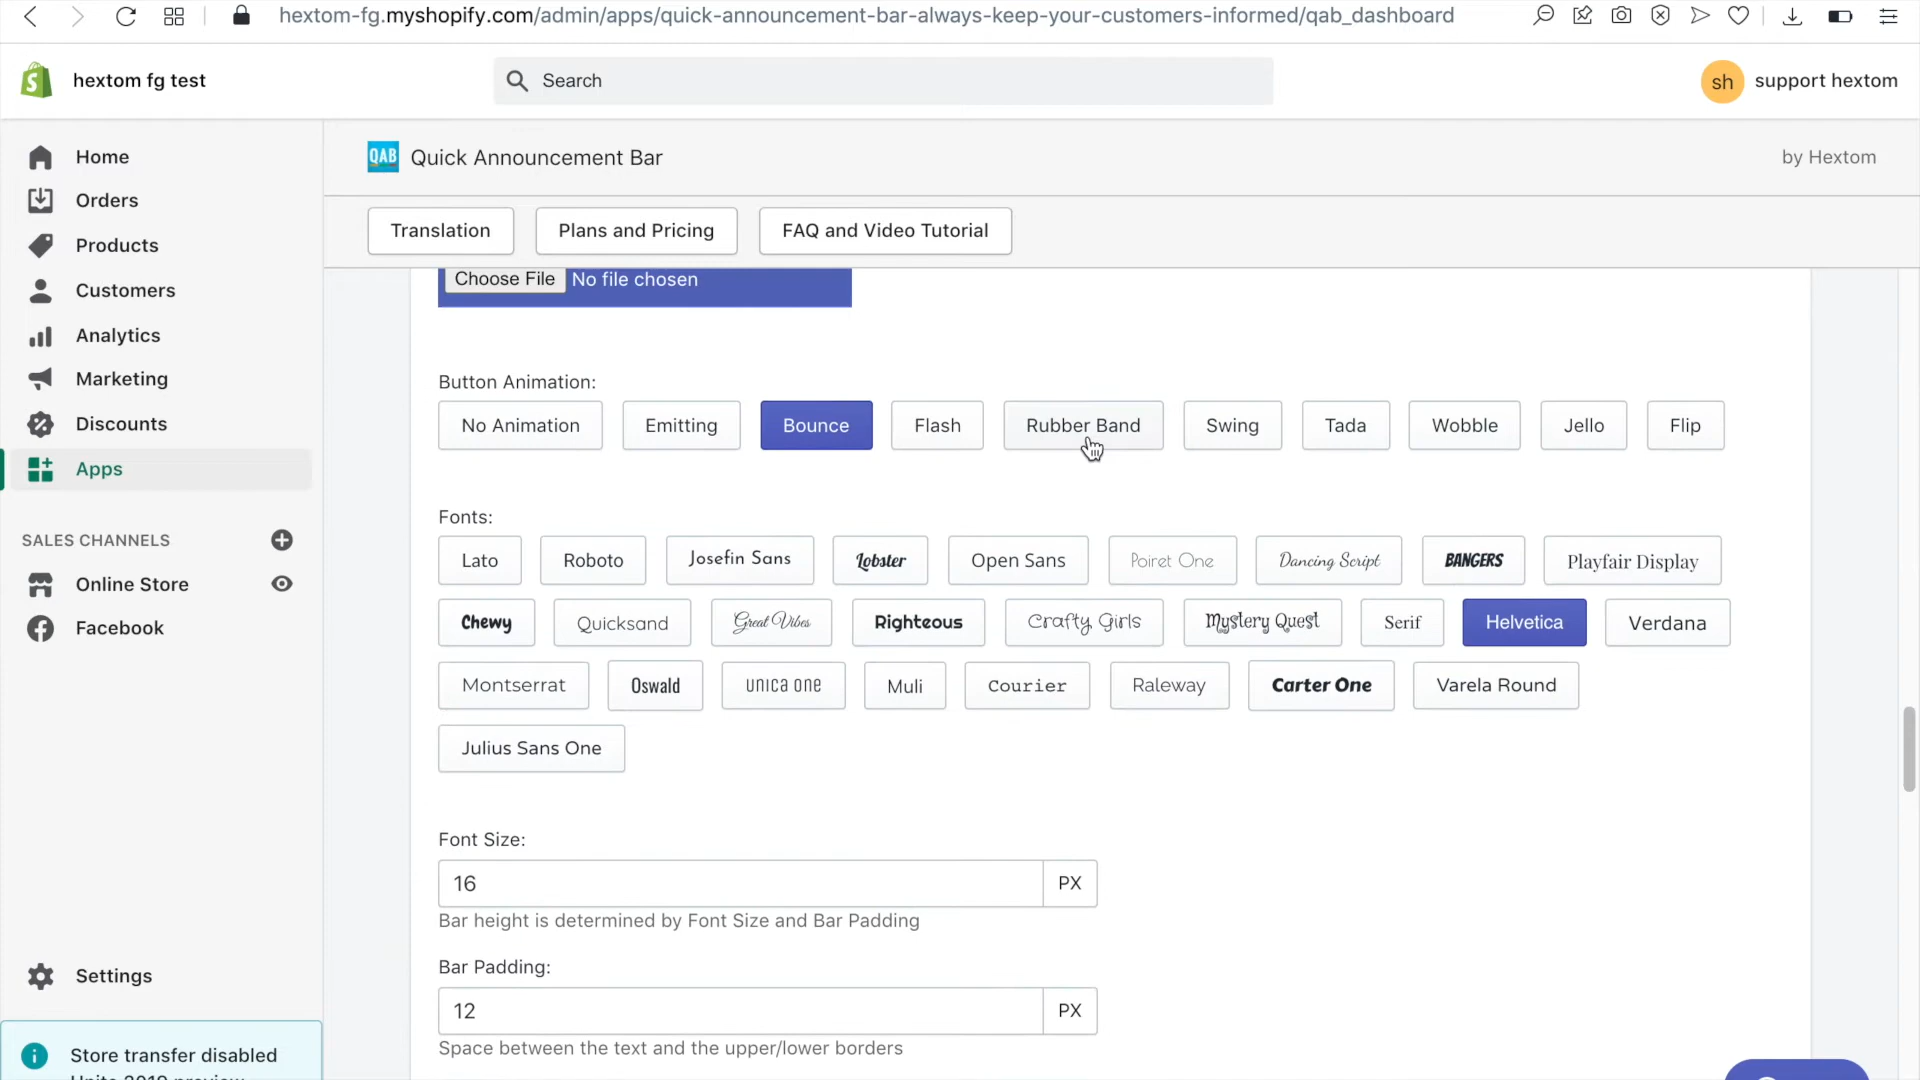 hextom-fg.myshopify.com/admin/apps/quick-announcement-bar-always-keep-your-customers-informed/qab_dashboard
hextom fg test
Search
sh support hextom
Home
Orders
Products
Customers
Analytics
Marketing
Discounts
Apps
SALES CHANNELS
Online Store
Facebook
Settings
Store transfer disabled
QAB Quick Announcement Bar
by Hextom
Translation Plans and Pricing FAQ and Video Tutorial
Choose File No file chosen
Button Animation:
No Animation Emitting Bounce Flash Rubber Band Swing Tada Wobble Jello Flip
Fonts:
Lato Roboto Josefin Sans Lobster Open Sans Poiret One Dancing Script BANGERS Playfair Display
Chewy Quicksand Great Vibes Righteous Crafty Girls Mystery Quest Serif Helvetica Verdana
Montserrat Oswald UNICA ONE Muli Courier Raleway Carter One Varela Round
Julius Sans One
Font Size:
16 PX
Bar height is determined by Font Size and Bar Padding
Bar Padding:
12 PX
Space between the text and the upper/lower borders